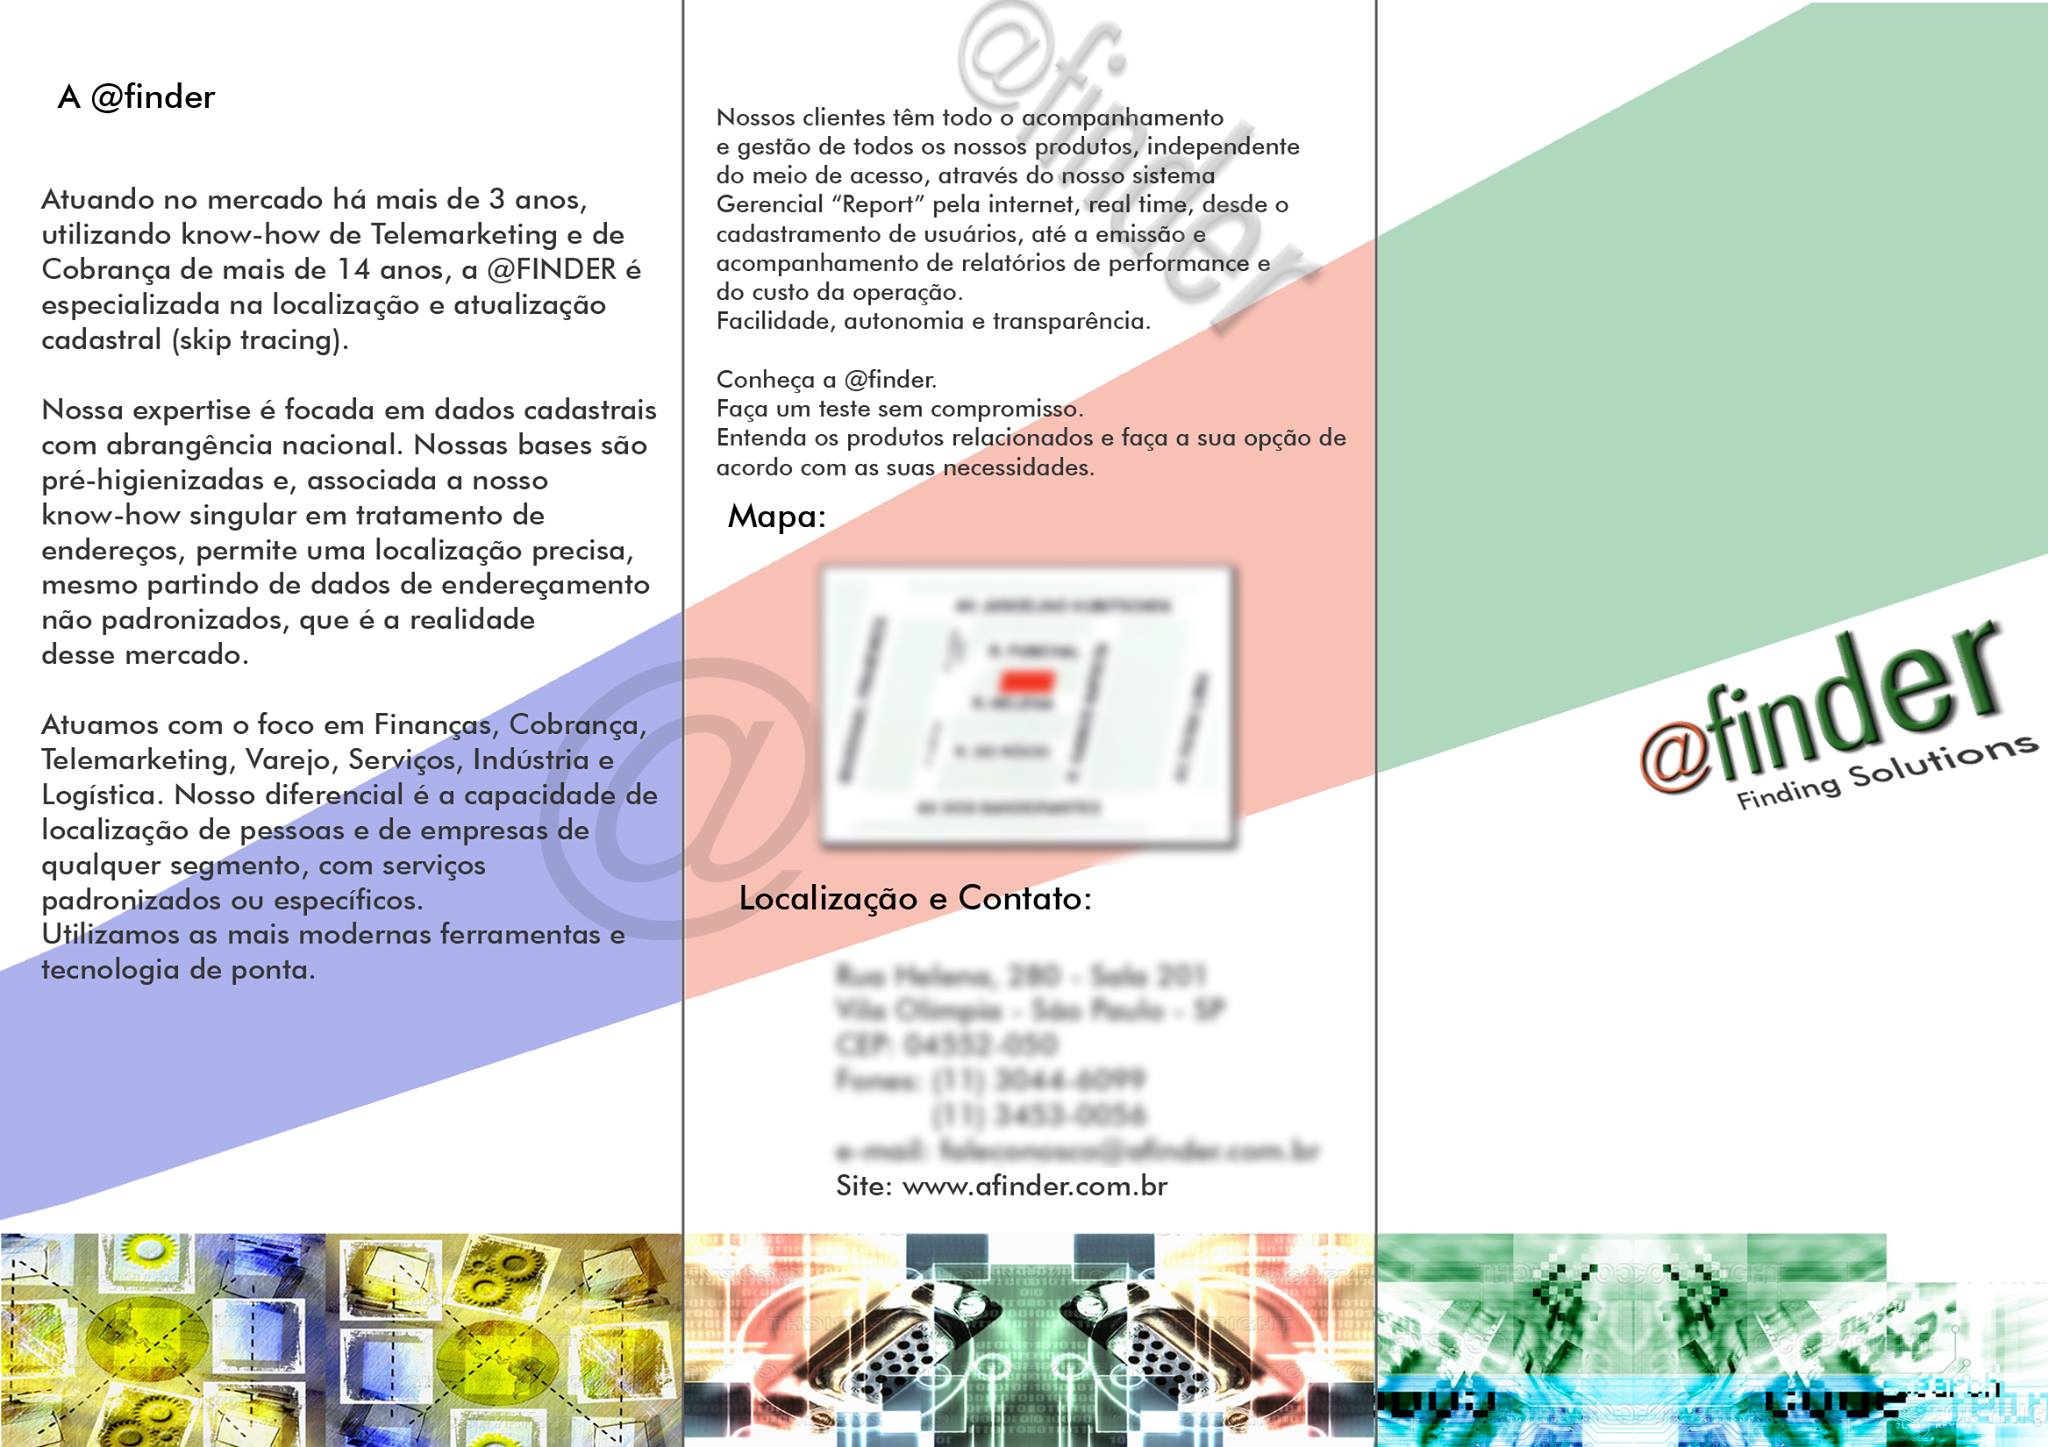 A @finder
Atuando no mercado há mais de 3 anos,
utilizando know-how de Telemarketing e de
Cobrança de mais de 14 anos, a @FINDER é
especializada na localização e atualização
cadastral (skip tracing).
Nossa expertise é focada em dados cadastrais
com abrangência nacional. Nossas bases são
pré-higienizadas e, associada a nosso
know-how singular em tratamento de
endereços, permite uma localização precisa,
mesmo partindo de dados de endereçamento
não padronizados, que é a realidade
desse mercado.
Atuamos com o foco em Finanças, Cobrança,
Telemarketing, Varejo, Serviços, Indústria e
Logística. Nosso diferencial é a capacidade de
localização de pessoas e de empresas de
qualquer segmento, com serviços
padronizados ou específicos.
Utilizamos as mais modernas ferramentas e
tecnologia de ponta.
@
@finder
Nossos clientes têm todo o acompanhamento
e gestão de todos os nossos produtos, independente
do meio de acesso, através do nosso sistema
Gerencial “Report” pela internet, real time, desde o
cadastramento de usuários, até a emissão e
acompanhamento de relatórios de performance e
do custo da operação.
Facilidade, autonomia e transparência.
Conheça a @finder.
Faça um teste sem compromisso.
Entenda os produtos relacionados e faça a sua opção de
acordo com as suas necessidades.
Mapa:
Localização e Contato:
Site: www.afinder.com.br
@finder
Finding Solutions